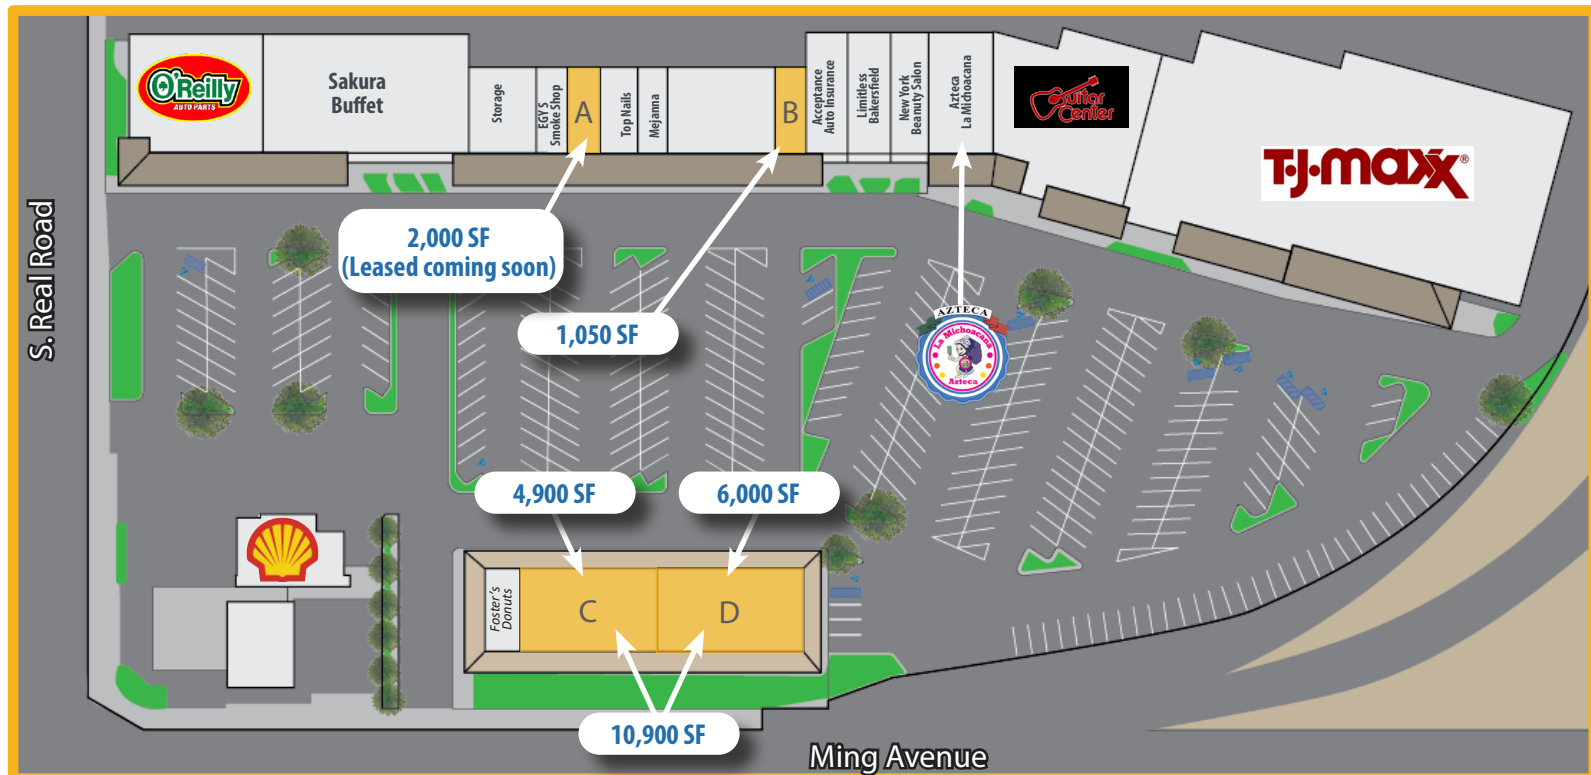 O'Reilly
AUTO PARTS
Sakura
Buffet
Storage
EGY S
Smoke Shop
A
Top Nails
Mejanna
B
Acceptance
Auto Insurance
Limitless
Bakersfield
New York
Beanuty Salon
Azteca
La Michoacana
Guitar
Center
T·J·maxx®
S. Real Road
2,000 SF
(Leased coming soon)
1,050 SF
AZTECA
La Michoacana
Azteca
4,900 SF
6,000 SF
Foster's
Donuts
C
D
10,900 SF
Ming Avenue